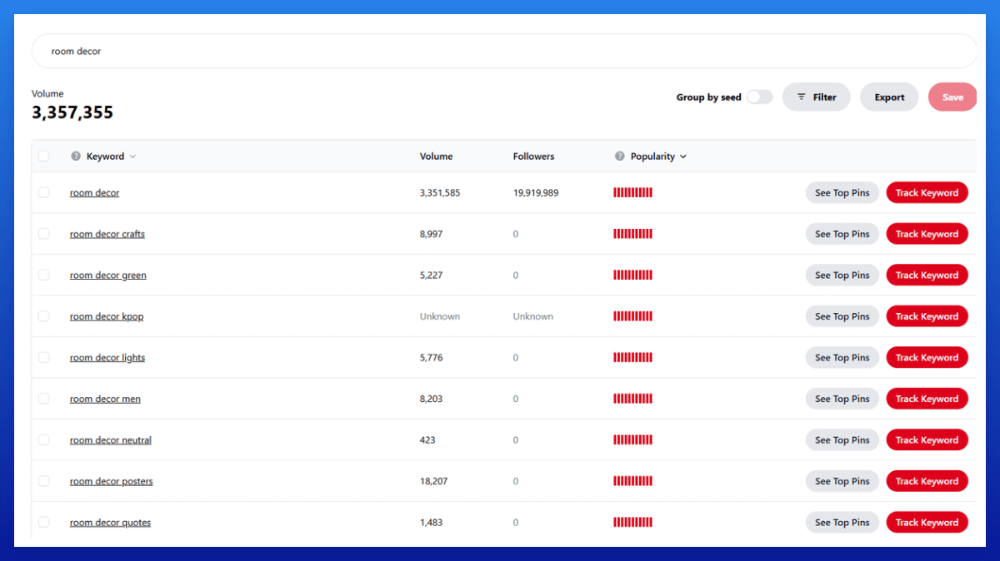 room decor
Volume
3,357,355
Group by seed Filter Export Save
? Keyword Volume Followers ? Popularity
room decor 3,351,585 19,919,989 See Top Pins Track Keyword
room decor crafts 8,997 0 See Top Pins Track Keyword
room decor green 5,227 0 See Top Pins Track Keyword
room decor kpop Unknown Unknown See Top Pins Track Keyword
room decor lights 5,776 0 See Top Pins Track Keyword
room decor men 8,203 0 See Top Pins Track Keyword
room decor neutral 423 0 See Top Pins Track Keyword
room decor posters 18,207 0 See Top Pins Track Keyword
room decor quotes 1,483 0 See Top Pins Track Keyword